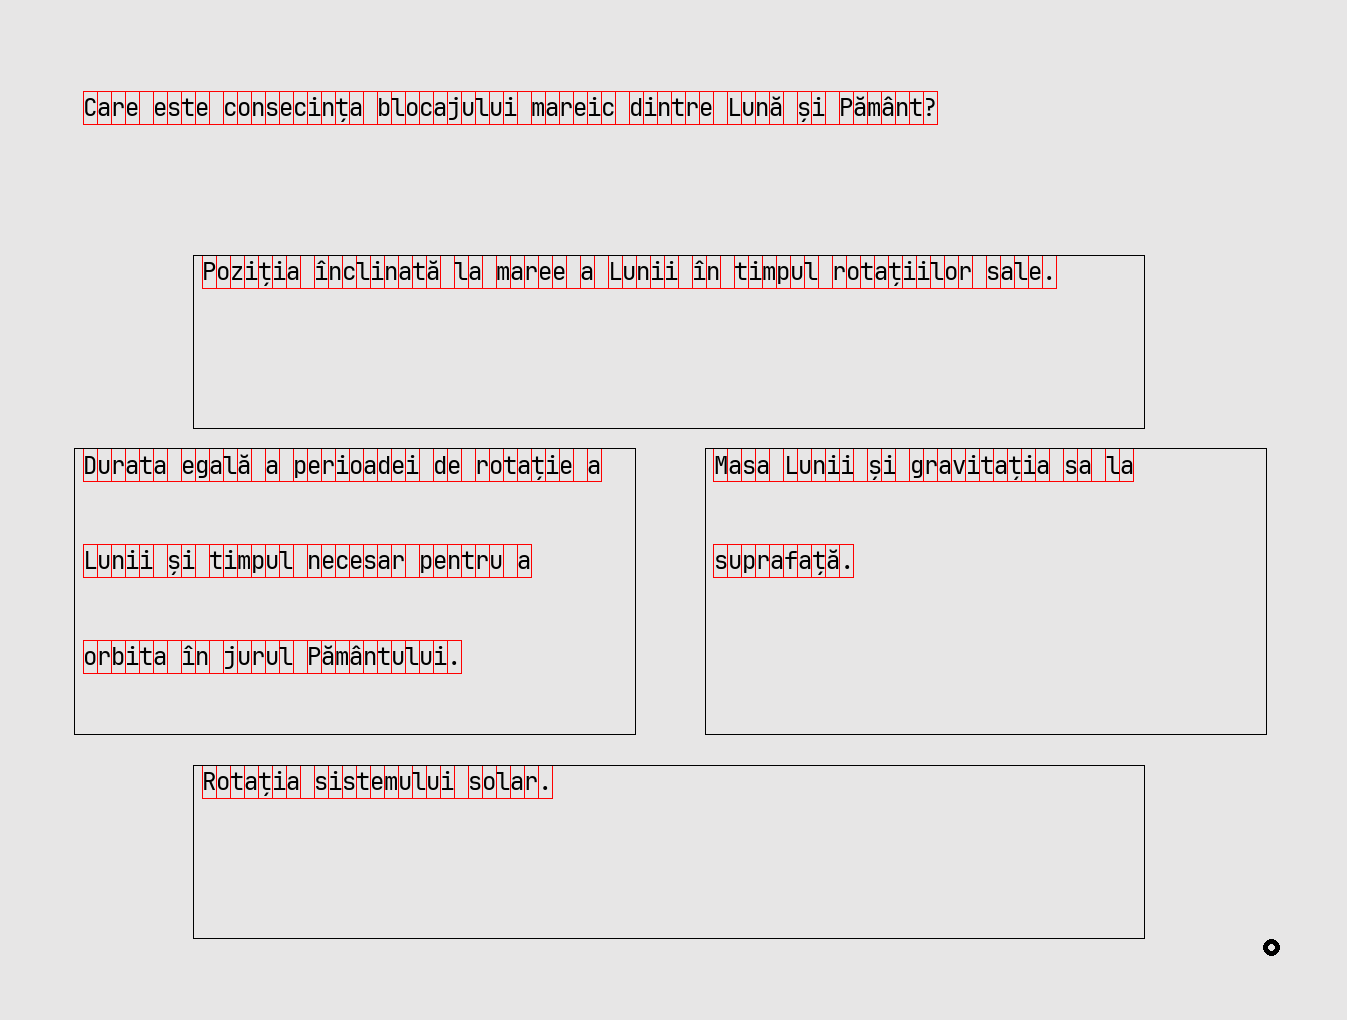 Care este consecința blocajului mareic dintre Lună și Pământ?
Poziția înclinată la maree a Lunii în timpul rotațiilor sale.
Durata egală a perioadei de rotație a
Lunii și timpul necesar pentru a
orbita în jurul Pământului.
Masa Lunii și gravitația sa la
suprafață.
Rotația sistemului solar.